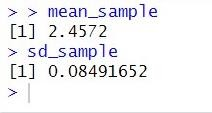 > > mean_sample
[1] 2.4572
> sd_sample
[1] 0.08491652
>